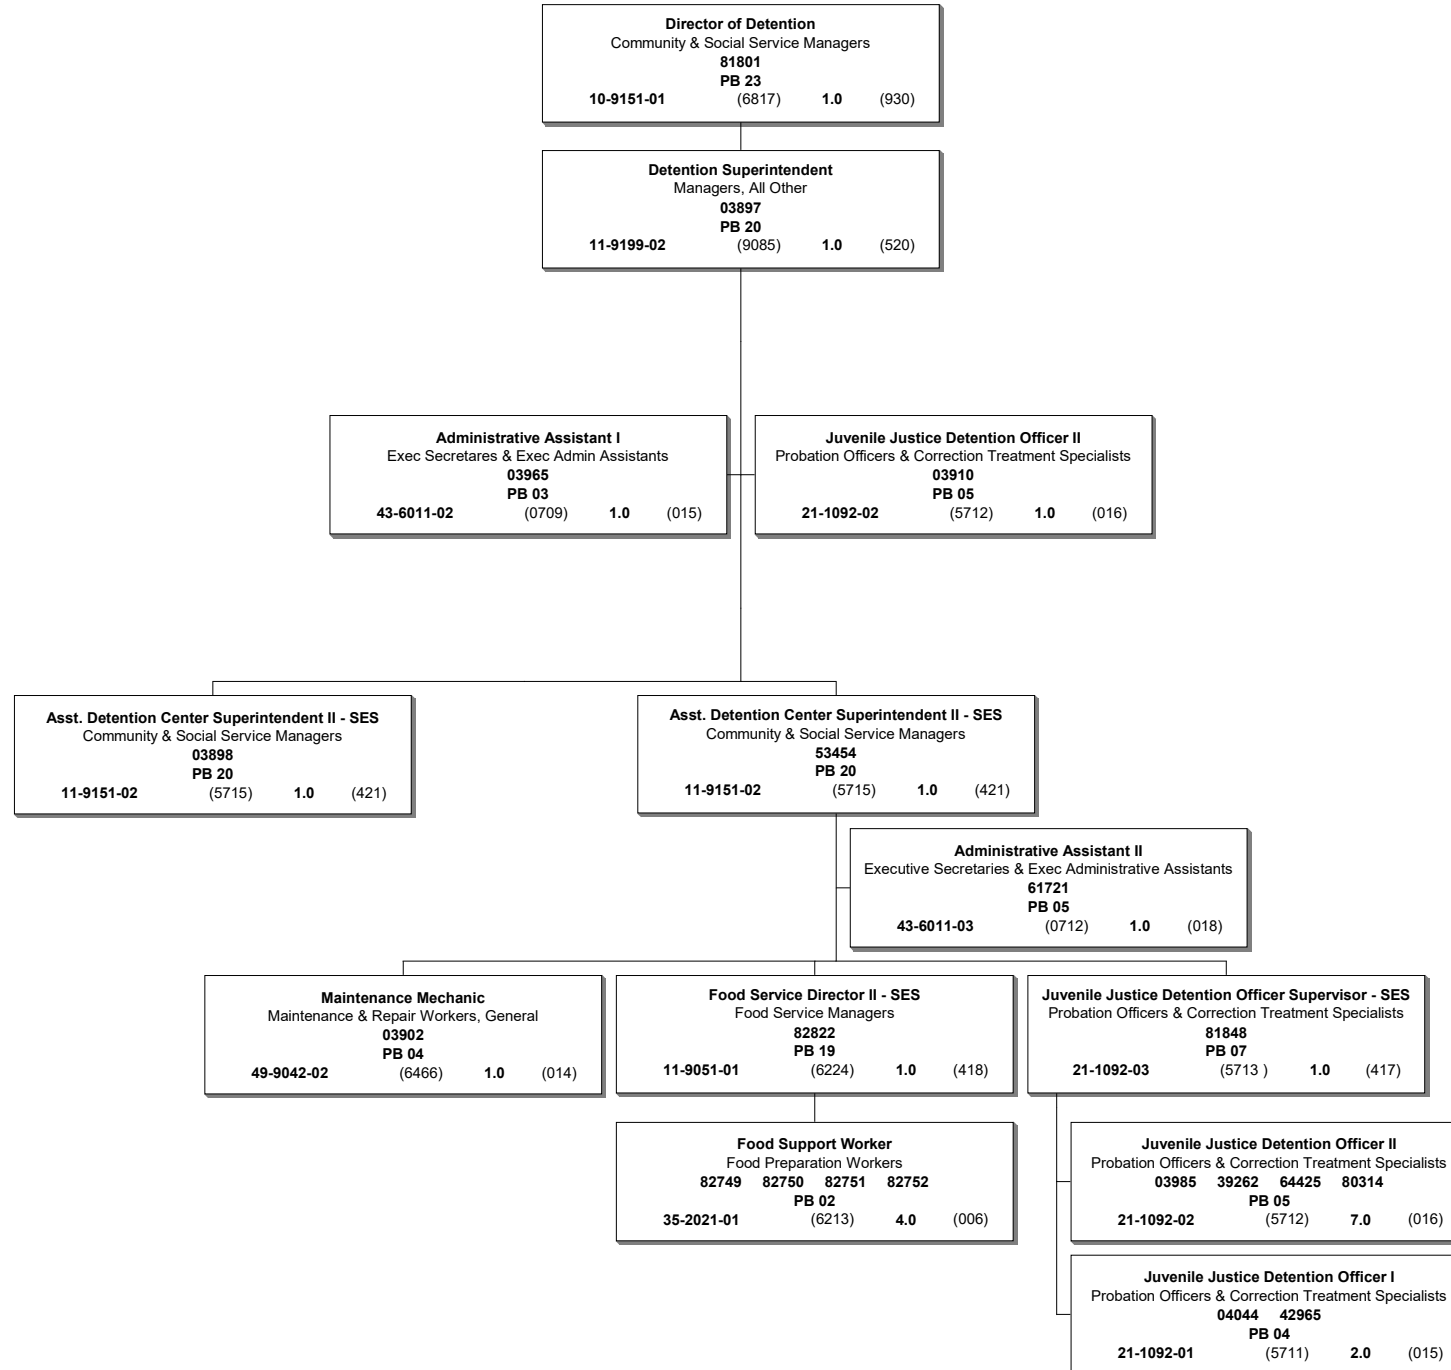 Director of Detention
Community & Social Service Managers
81801
PB 23
10-9151-01 (6817) 1.0 (930)
Detention Superintendent
Managers, All Other
03897
PB 20
11-9199-02 (9085) 1.0 (520)
Administrative Assistant I
Exec Secretares & Exec Admin Assistants
03965
PB 03
43-6011-02 (0709) 1.0 (015)
Juvenile Justice Detention Officer II
Probation Officers & Correction Treatment Specialists
03910
PB 05
21-1092-02 (5712) 1.0 (016)
Asst. Detention Center Superintendent II - SES
Community & Social Service Managers
03898
PB 20
11-9151-02 (5715) 1.0 (421)
Asst. Detention Center Superintendent II - SES
Community & Social Service Managers
53454
PB 20
11-9151-02 (5715) 1.0 (421)
Administrative Assistant II
Executive Secretaries & Exec Administrative Assistants
61721
PB 05
43-6011-03 (0712) 1.0 (018)
Maintenance Mechanic
Maintenance & Repair Workers, General
03902
PB 04
49-9042-02 (6466) 1.0 (014)
Food Service Director II - SES
Food Service Managers
82822
PB 19
11-9051-01 (6224) 1.0 (418)
Juvenile Justice Detention Officer Supervisor - SES
Probation Officers & Correction Treatment Specialists
81848
PB 07
21-1092-03 (5713 ) 1.0 (417)
Food Support Worker
Food Preparation Workers
82749 82750 82751 82752
PB 02
35-2021-01 (6213) 4.0 (006)
Juvenile Justice Detention Officer II
Probation Officers & Correction Treatment Specialists
03985 39262 64425 80314
PB 05
21-1092-02 (5712) 7.0 (016)
Juvenile Justice Detention Officer I
Probation Officers & Correction Treatment Specialists
04044 42965
PB 04
21-1092-01 (5711) 2.0 (015)